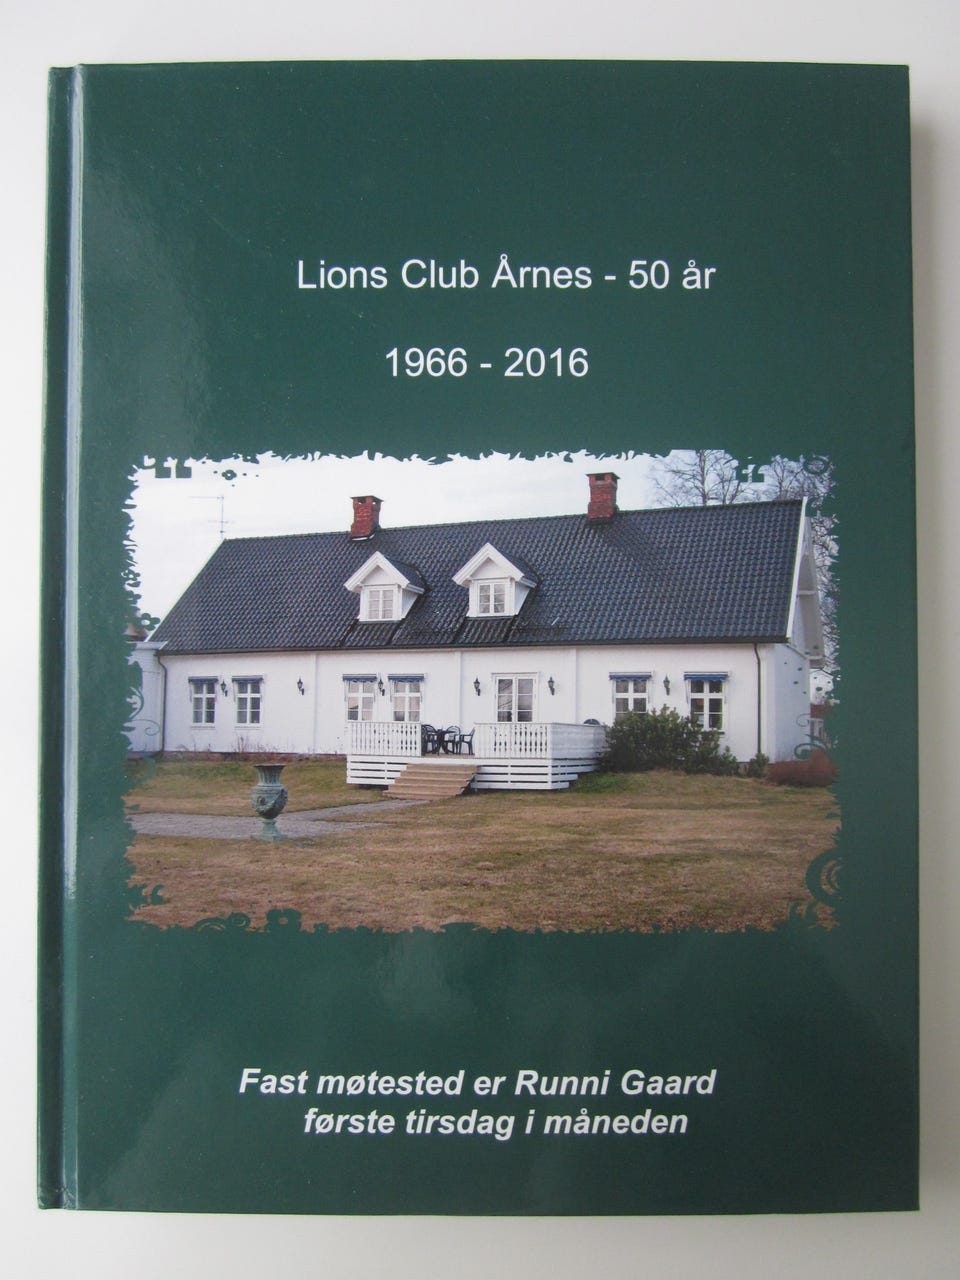 Lions Club Årnes - 50 år
1966 - 2016
Fast møtested er Runni Gaard
første tirsdag i måneden